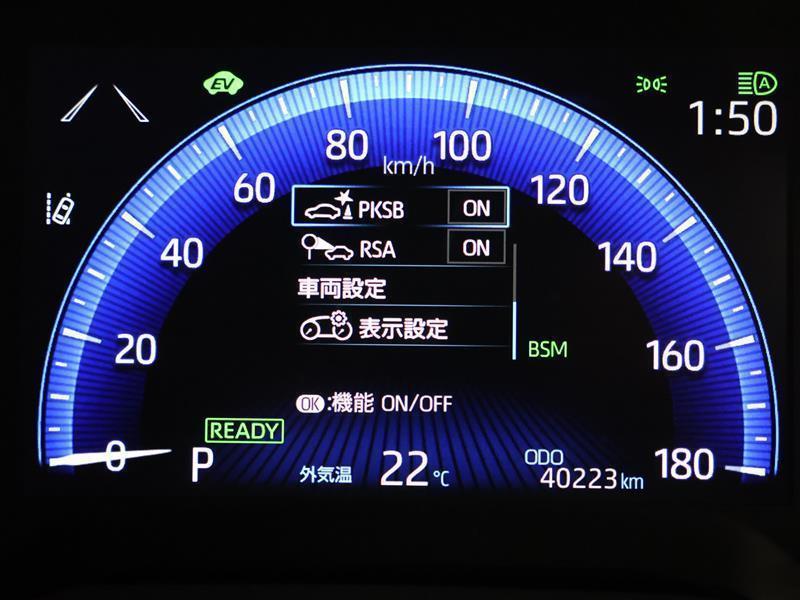 EV
A
1:50
80
100
km/h
60
120
PKSB ON
40
RSA ON
140
車両設定
表示設定
20
BSM
160
OK:機能 ON/OFF
READY
0
P
外気温 22℃
ODO
40223km
180